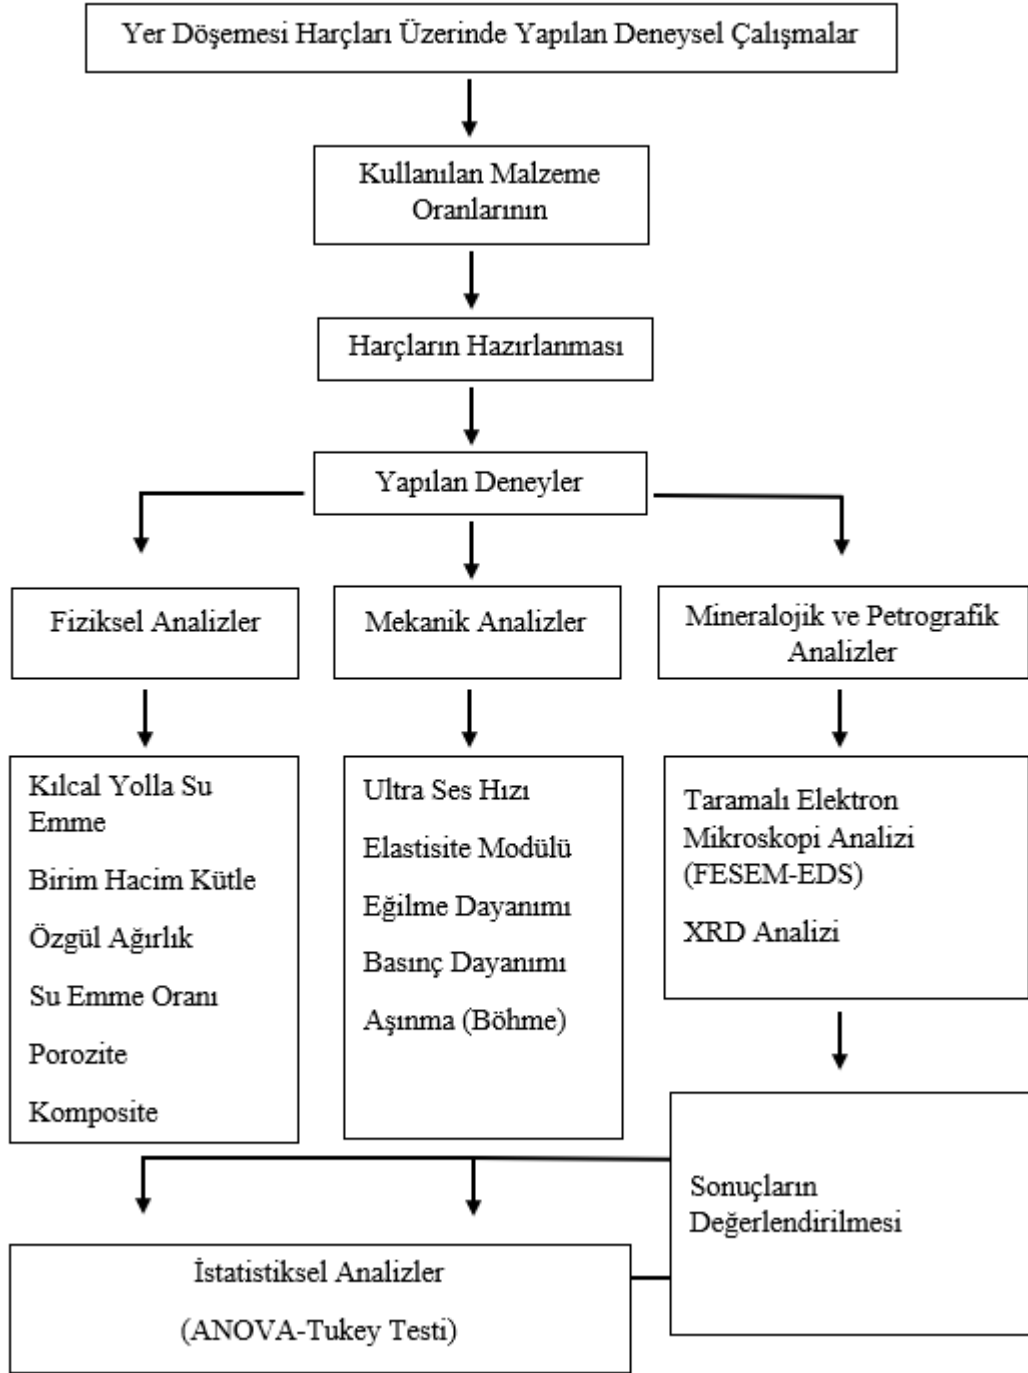 Yer Döşemesi Harçları Üzerinde Yapılan Deneysel Çalışmalar
Kullanılan Malzeme
Oranlarının
Harçların Hazırlanması
Yapılan Deneyler
Fiziksel Analizler
Mekanik Analizler
Mineralojik ve Petrografik
Analizler
Kılcal Yolla Su
Emme
Birim Hacim Kütle
Özgül Ağırlık
Su Emme Oranı
Porozite
Komposite
Ultra Ses Hızı
Elastisite Modülü
Eğilme Dayanımı
Basınç Dayanımı
Aşınma (Böhme)
Taramalı Elektron
Mikroskopi Analizi
(FESEM-EDS)
XRD Analizi
Sonuçların
Değerlendirilmesi
İstatistiksel Analizler
(ANOVA-Tukey Testi)